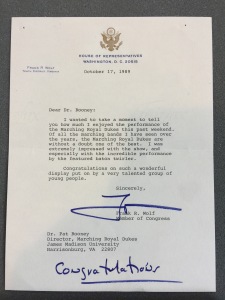 HOUSE OF REPRESENTATIVES
WASHINGTON, D.C. 20515
FRANK R. WOLF
October 17, 1989
Dear Dr. Rooney:
I wanted to take a moment to tell
you how much I enjoyed the performance of
the Marching Royal Dukes this past weekend.
Of all the marching bands I have seen over
the years, the Marching Royal Dukes are
without a doubt one of the best. I was
extremely impressed with the show, and
especially with the incredible performance
by the featured baton twirler.
Congratulations on such a wonderful
display put on by a very talented group of
young people.
Sincerely,
Frank R. Wolf
Member of Congress
Dr. Pat Rooney
Director, Marching Royal Dukes
James Madison University
Harrisonburg, VA 22807
Congratulations